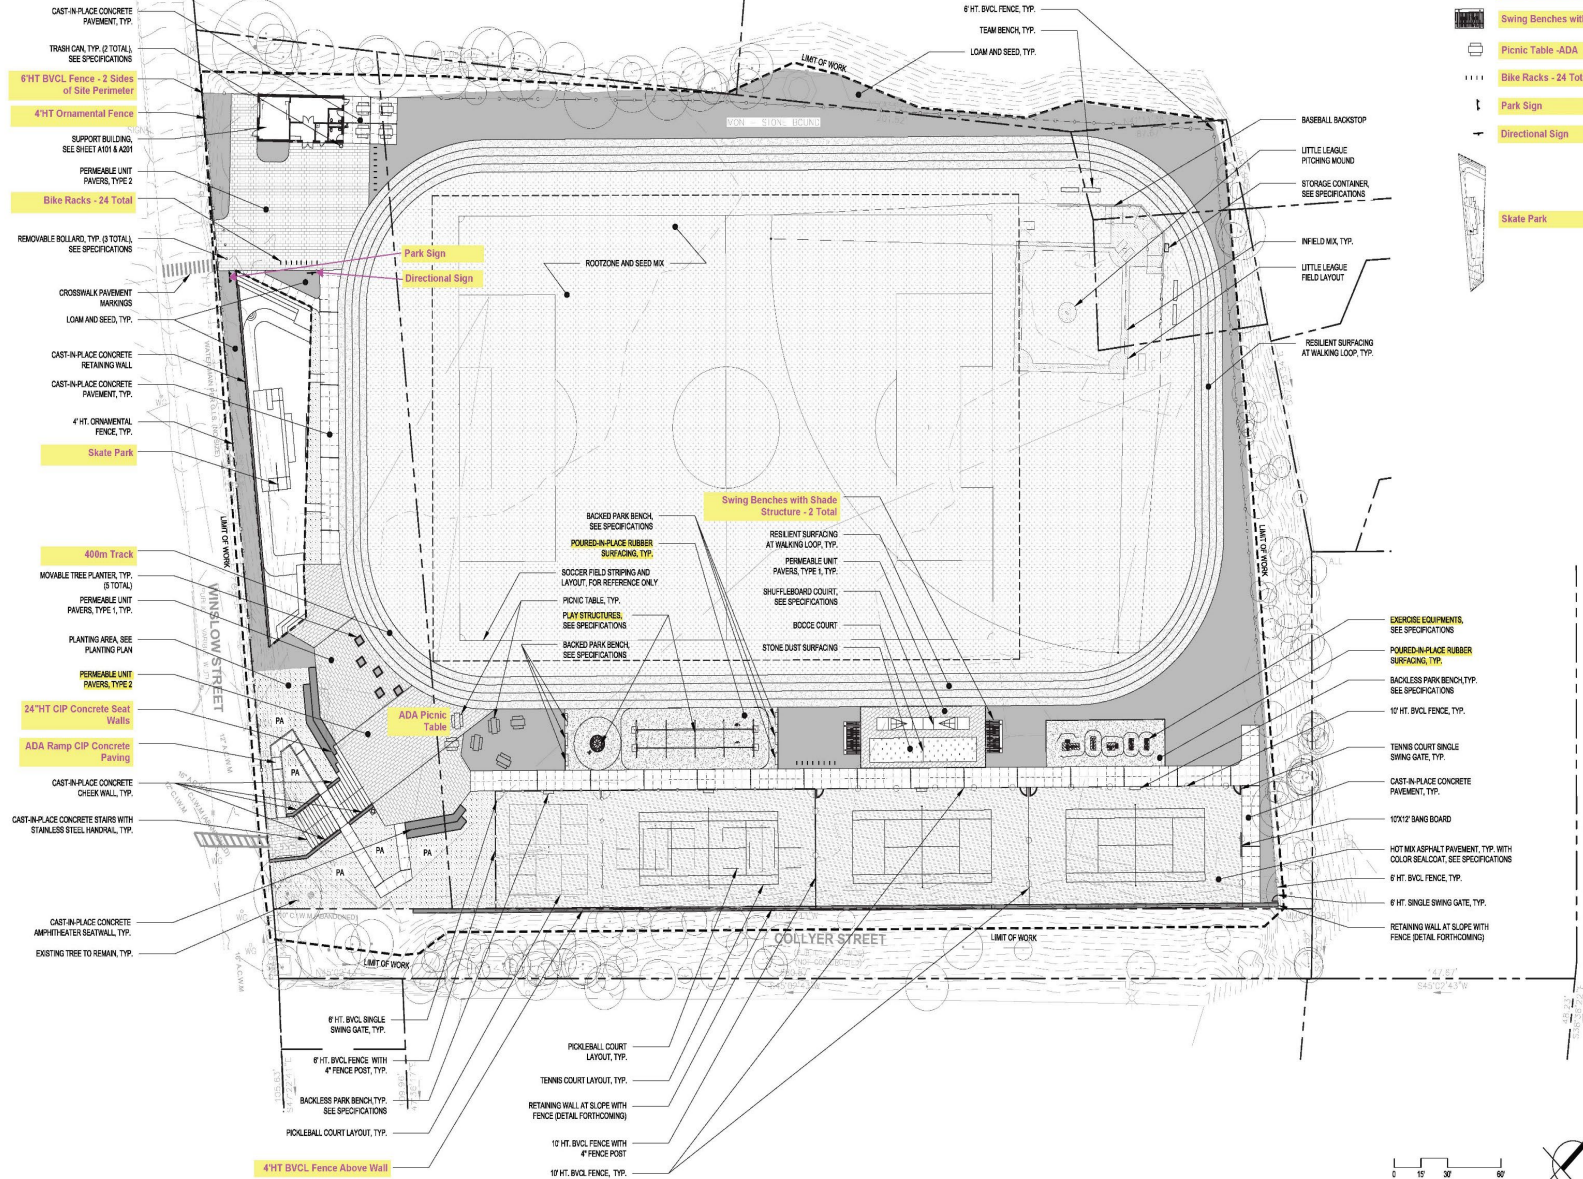 CAST-IN-PLACE CONCRETE
PAVEMENT, TYP.
TRASH CAN, TYP. (2 TOTAL),
SEE SPECIFICATIONS
6'HT BVCL Fence - 2 Sides
of Site Perimeter
4'HT Ornamental Fence
SUPPORT BUILDING,
SEE SHEET A101 & A201
PERMEABLE UNIT
PAVERS, TYPE 2
Bike Racks - 24 Total
REMOVABLE BOLLARD, TYP. (3 TOTAL),
SEE SPECIFICATIONS
CROSSWALK PAVEMENT
MARKINGS
LOAM AND SEED, TYP.
CAST-IN-PLACE CONCRETE
RETAINING WALL
CAST-IN-PLACE CONCRETE
PAVEMENT, TYP.
4' HT. ORNAMENTAL
FENCE, TYP.
Skate Park
400m Track
MOVABLE TREE PLANTER, TYP.
(5 TOTAL)
PERMEABLE UNIT
PAVERS, TYPE 1, TYP.
PLANTING AREA, SEE
PLANTING PLAN
PERMEABLE UNIT
PAVERS, TYPE 2
24"HT CIP Concrete Seat
Walls
ADA Ramp CIP Concrete
Paving
CAST-IN-PLACE CONCRETE
CHEEK WALL, TYP.
CAST-IN-PLACE CONCRETE STAIRS WITH
STAINLESS STEEL HANDRAIL, TYP.
CAST-IN-PLACE CONCRETE
AMPHITHEATER SEATWALL, TYP.
EXISTING TREE TO REMAIN, TYP.
WINSLOW STREET
LIMIT OF WORK
Park Sign
Directional Sign
ROOTZONE AND SEED MIX
MON - STONE BOUND
LIMIT OF WORK
6' HT. BVCL FENCE, TYP.
TEAM BENCH, TYP.
LOAM AND SEED, TYP.
BASEBALL BACKSTOP
LITTLE LEAGUE
PITCHING MOUND
STORAGE CONTAINER,
SEE SPECIFICATIONS
INFIELD MIX, TYP.
LITTLE LEAGUE
FIELD LAYOUT
RESILIENT SURFACING
AT WALKING LOOP, TYP.
Swing Benches with
Picnic Table -ADA
Bike Racks - 24 Tot
Park Sign
Directional Sign
Skate Park
BACKED PARK BENCH,
SEE SPECIFICATIONS
POURED-IN-PLACE RUBBER
SURFACING, TYP.
SOCCER FIELD STRIPING AND
LAYOUT, FOR REFERENCE ONLY
PICNIC TABLE, TYP.
PLAY STRUCTURES,
SEE SPECIFICATIONS
BACKED PARK BENCH,
SEE SPECIFICATIONS
Swing Benches with Shade
Structure - 2 Total
RESILIENT SURFACING
AT WALKING LOOP, TYP.
PERMEABLE UNIT
PAVERS, TYPE 1, TYP.
SHUFFLEBOARD COURT,
SEE SPECIFICATIONS
BOCCE COURT
STONE DUST SURFACING
ADA Picnic
Table
PA
PA
PA
PA
PA
LIMIT OF WORK
A.I.
EXERCISE EQUIPMENTS,
SEE SPECIFICATIONS
POURED-IN-PLACE RUBBER
SURFACING, TYP.
BACKLESS PARK BENCH,TYP.
SEE SPECIFICATIONS
10' HT. BVCL FENCE, TYP.
TENNIS COURT SINGLE
SWING GATE, TYP.
CAST-IN-PLACE CONCRETE
PAVEMENT, TYP.
10'X12' BANG BOARD
HOT MIX ASPHALT PAVEMENT, TYP. WITH
COLOR SEALCOAT, SEE SPECIFICATIONS
6' HT. BVCL FENCE, TYP.
6' HT. SINGLE SWING GATE, TYP.
RETAINING WALL AT SLOPE WITH
FENCE (DETAIL FORTHCOMING)
COLLYER STREET
LIMIT OF WORK
LIMIT OF WORK
6' HT. BVCL SINGLE
SWING GATE, TYP.
6' HT. BVCL FENCE WITH
4" FENCE POST, TYP.
BACKLESS PARK BENCH,TYP.
SEE SPECIFICATIONS
PICKLEBALL COURT LAYOUT, TYP.
4'HT BVCL Fence Above Wall
PICKLEBALL COURT
LAYOUT, TYP.
TENNIS COURT LAYOUT, TYP.
RETAINING WALL AT SLOPE WITH
FENCE (DETAIL FORTHCOMING)
10' HT. BVCL FENCE WITH
4" FENCE POST
10' HT. BVCL FENCE, TYP.
0 15' 30' 60'